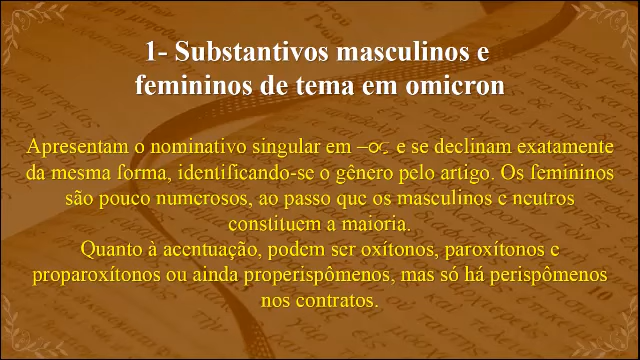 1- Substantivos masculinos e
femininos de tema em omicron
Apresentam o nominativo singular em –ος e se declinam exatamente
da mesma forma, identificando-se o gênero pelo artigo. Os femininos
são pouco numerosos, ao passo que os masculinos e neutros
constituem a maioria.
Quanto à acentuação, podem ser oxítonos, paroxítonos e
proparoxítonos ou ainda properispômenos, mas só há perispômenos
nos contratos.